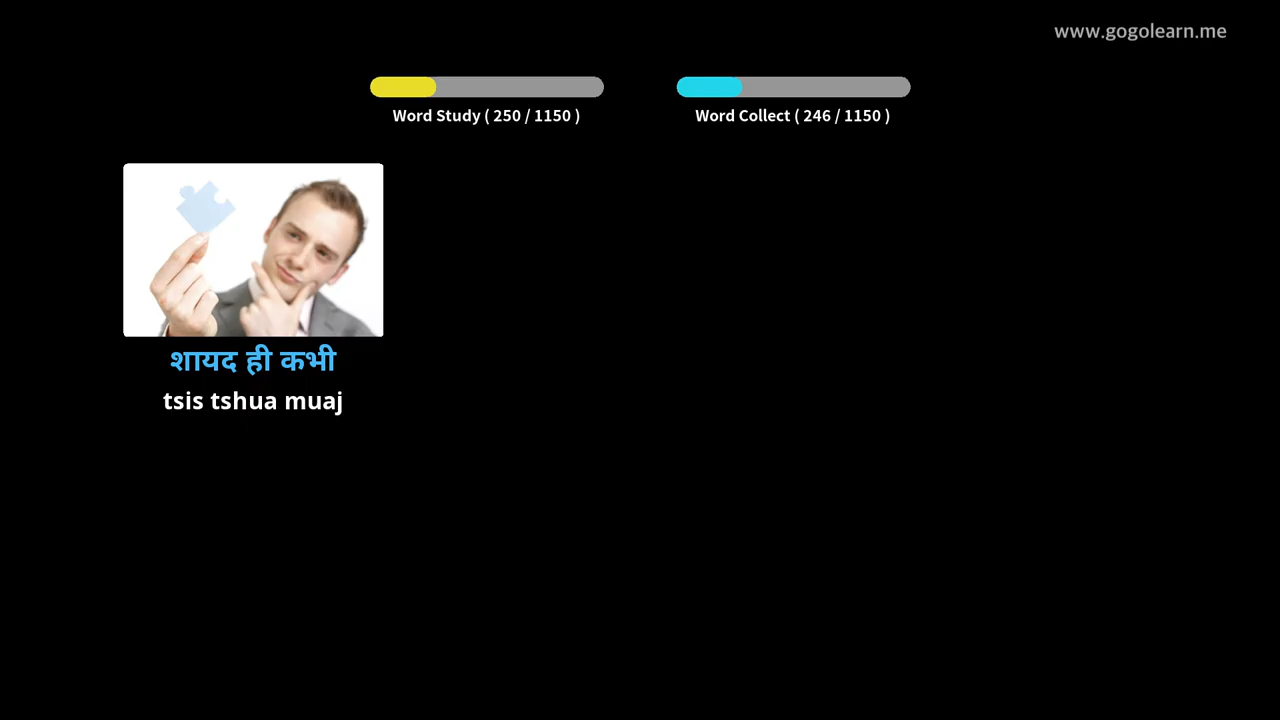 www.gogolearn.me
Word Study ( 250 / 1150 )
Word Collect ( 246 / 1150 )
शायद ही कभी
tsis tshua muaj